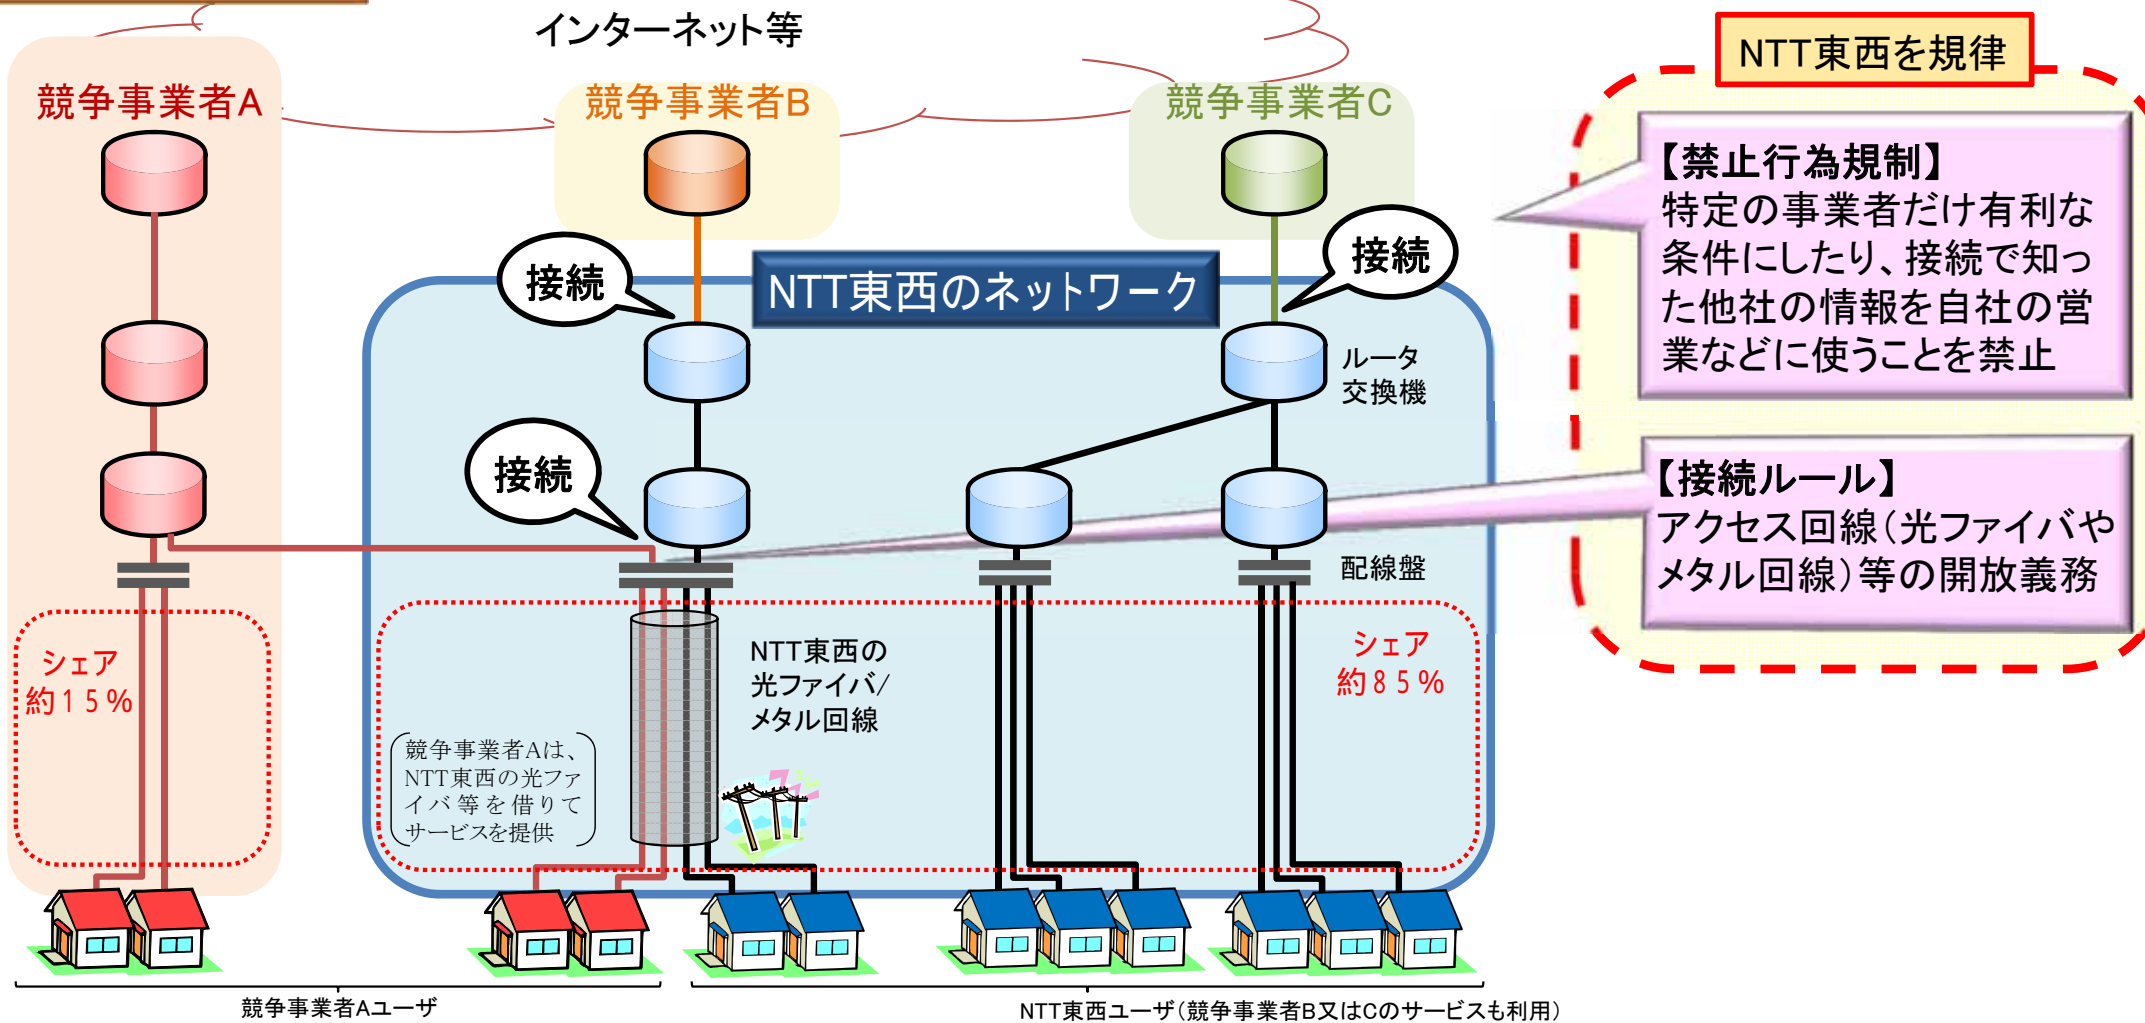 インターネット等
NTT東西を規律
競争事業者A
競争事業者B
競争事業者C
【禁止行為規制】
特定の事業者だけ有利な
条件にしたり、接続で知っ
た他社の情報を自社の営
業などに使うことを禁止
接続
接続
NTT東西のネットワーク
ルータ
交換機
接続
【接続ルール】
アクセス回線(光ファイバや
メタル回線)等の開放義務
配線盤
シェア
約15%
NTT東西の
光ファイバ/
メタル回線
シェア
約85%
競争事業者Aは、
NTT東西の光ファ
イバ等を借りて
サービスを提供
競争事業者Aユーザ
NTT東西ユーザ(競争事業者B又はCのサービスも利用)